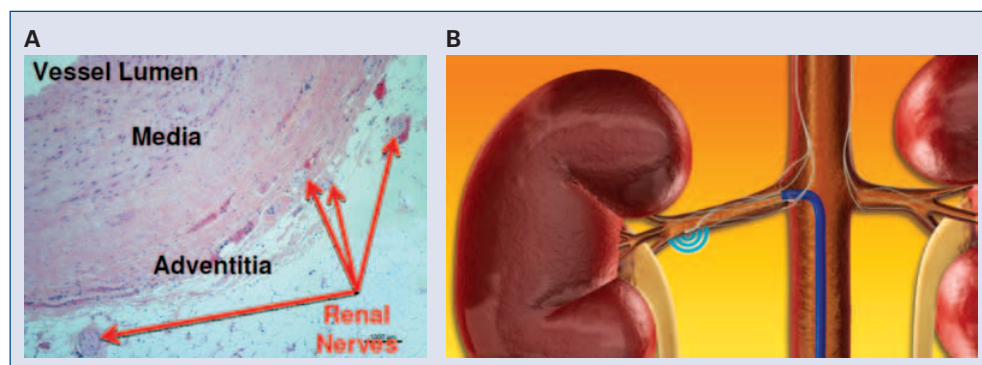 A
B
Vessel Lumen
Media
Adventitia
Renal
Nerves